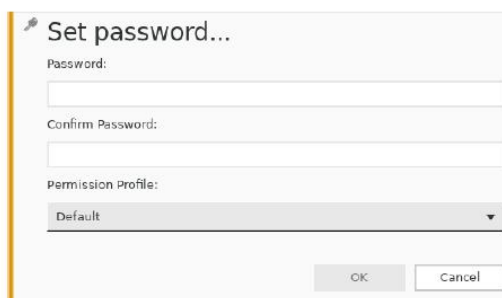 Set password...
Password:
Confirm Password:
Permission Profile:
Default
OK Cancel